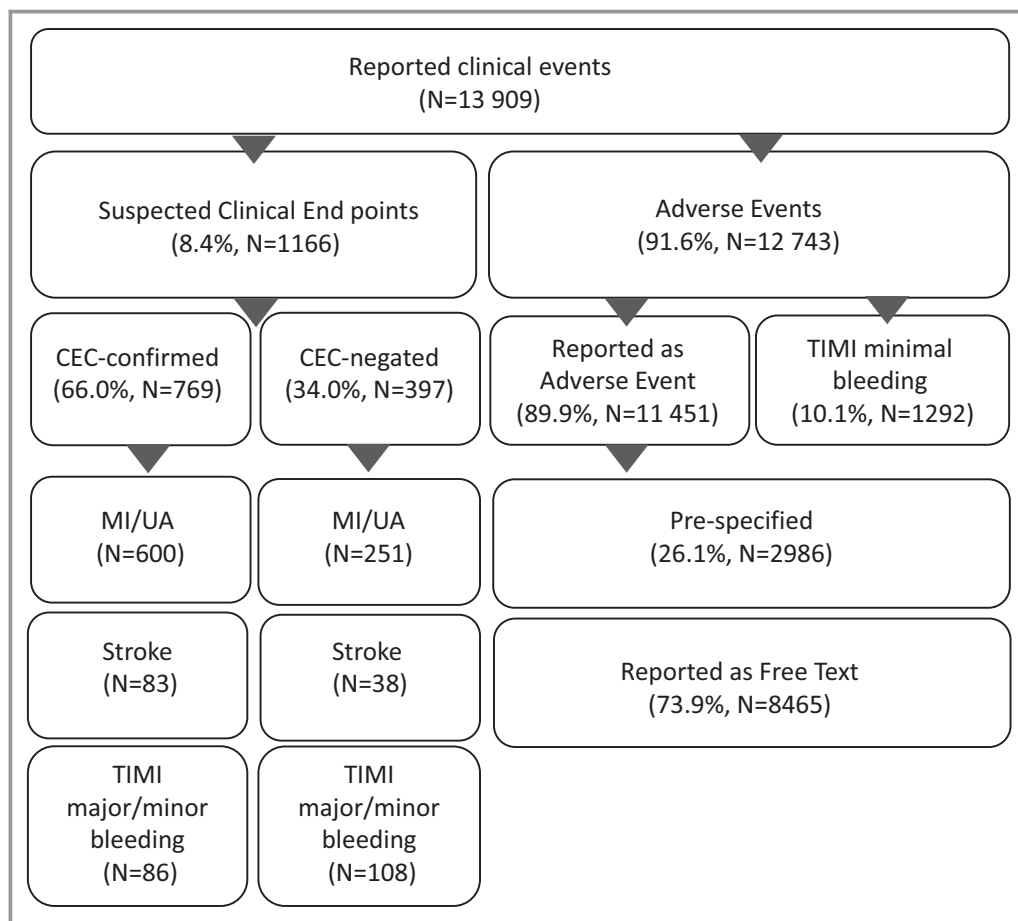 Reported clinical events
(N=13 909)
Suspected Clinical End points
(8.4%, N=1166)
Adverse Events
(91.6%, N=12 743)
CEC-confirmed
(66.0%, N=769)
CEC-negated
(34.0%, N=397)
Reported as
Adverse Event
(89.9%, N=11 451)
TIMI minimal
bleeding
(10.1%, N=1292)
MI/UA
(N=600)
MI/UA
(N=251)
Pre-specified
(26.1%, N=2986)
Stroke
(N=83)
Stroke
(N=38)
Reported as Free Text
(73.9%, N=8465)
TIMI
major/minor
bleeding
(N=86)
TIMI
major/minor
bleeding
(N=108)